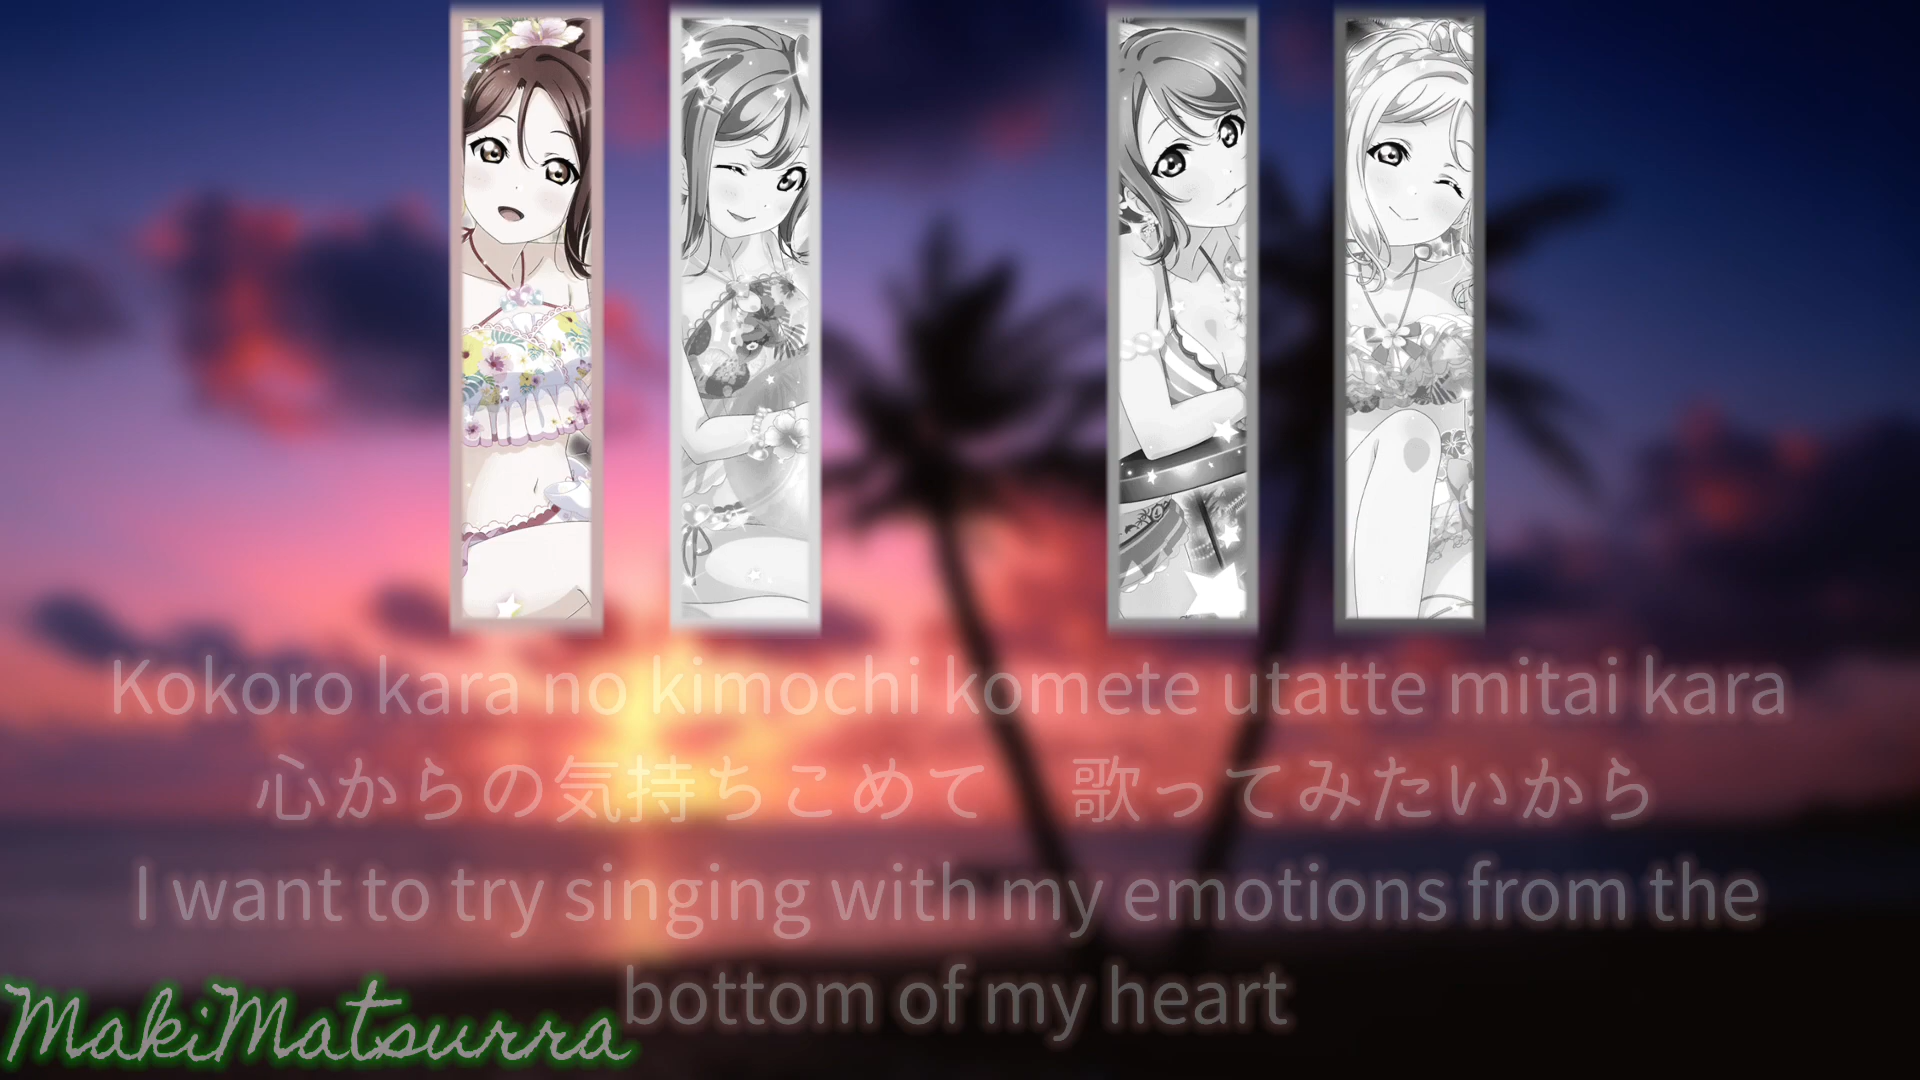 Kokoro kara no kimochi komete utatte mitai kara
心からの気持ちこめて　歌ってみたいから
I want to try singing with my emotions from the
bottom of my heart
MakiMatsurra